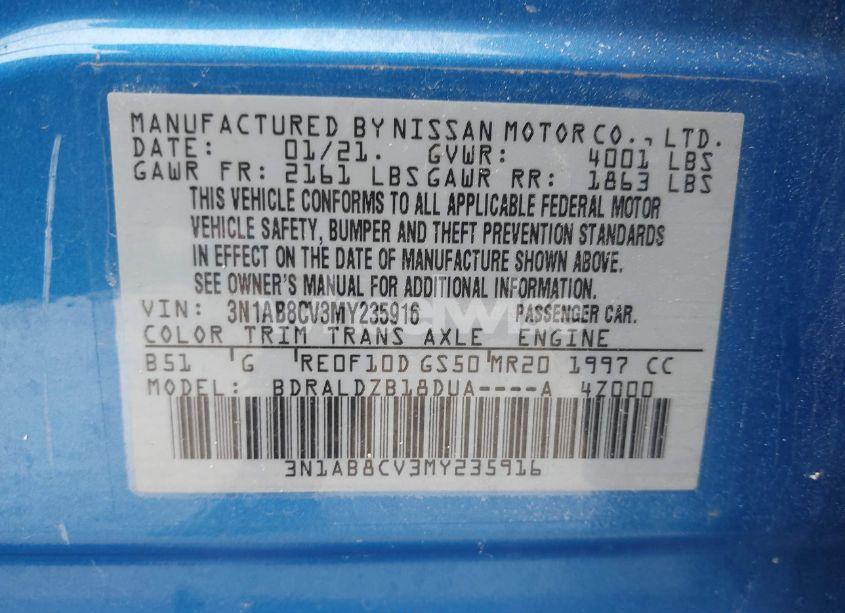 MANUFACTURED BY NISSAN MOTOR CO., LTD.
DATE: 01/21. GVWR: 4001 LBS
GAWR FR: 2161 LBS GAWR RR: 1863 LBS
THIS VEHICLE CONFORMS TO ALL APPLICABLE FEDERAL MOTOR
VEHICLE SAFETY, BUMPER AND THEFT PREVENTION STANDARDS
IN EFFECT ON THE DATE OF MANUFACTURE SHOWN ABOVE.
SEE OWNER'S MANUAL FOR ADDITIONAL INFORMATION.
VIN: 3N1AB8CV3MY235916 PASSENGER CAR.
COLOR TRIM TRANS AXLE ENGINE
B51 G RE0F10D GS50 MR20 1997 CC
MODEL: BDRALDZB18DUA----A 4Z000
3N1AB8CV3MY235916